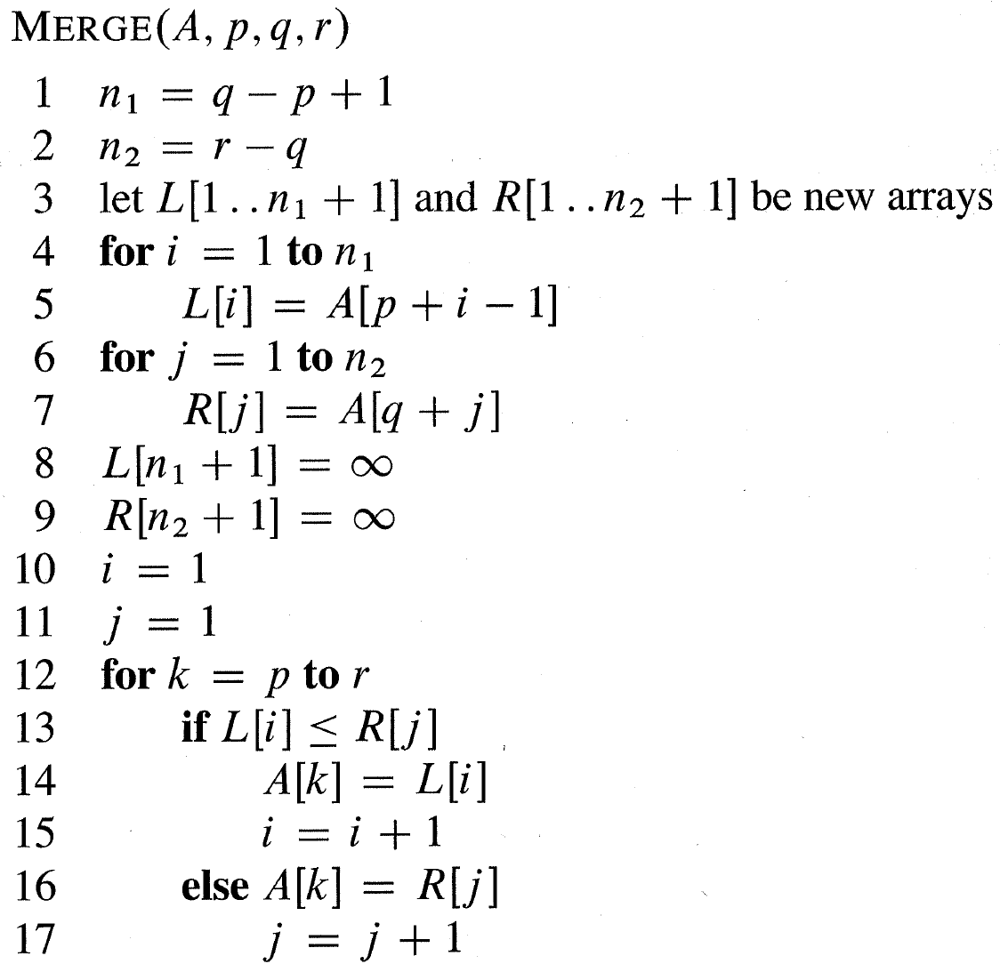 MERGE(A, p, q, r)
1 n₁ = q − p + 1
2 n₂ = r − q
3 let L[1 . . n₁ + 1] and R[1 . . n₂ + 1] be new arrays
4 for i = 1 to n₁
5 L[i] = A[p + i − 1]
6 for j = 1 to n₂
7 R[j] = A[q + j]
8 L[n₁ + 1] = ∞
9 R[n₂ + 1] = ∞
10 i = 1
11 j = 1
12 for k = p to r
13 if L[i] ≤ R[j]
14 A[k] = L[i]
15 i = i + 1
16 else A[k] = R[j]
17 j = j + 1